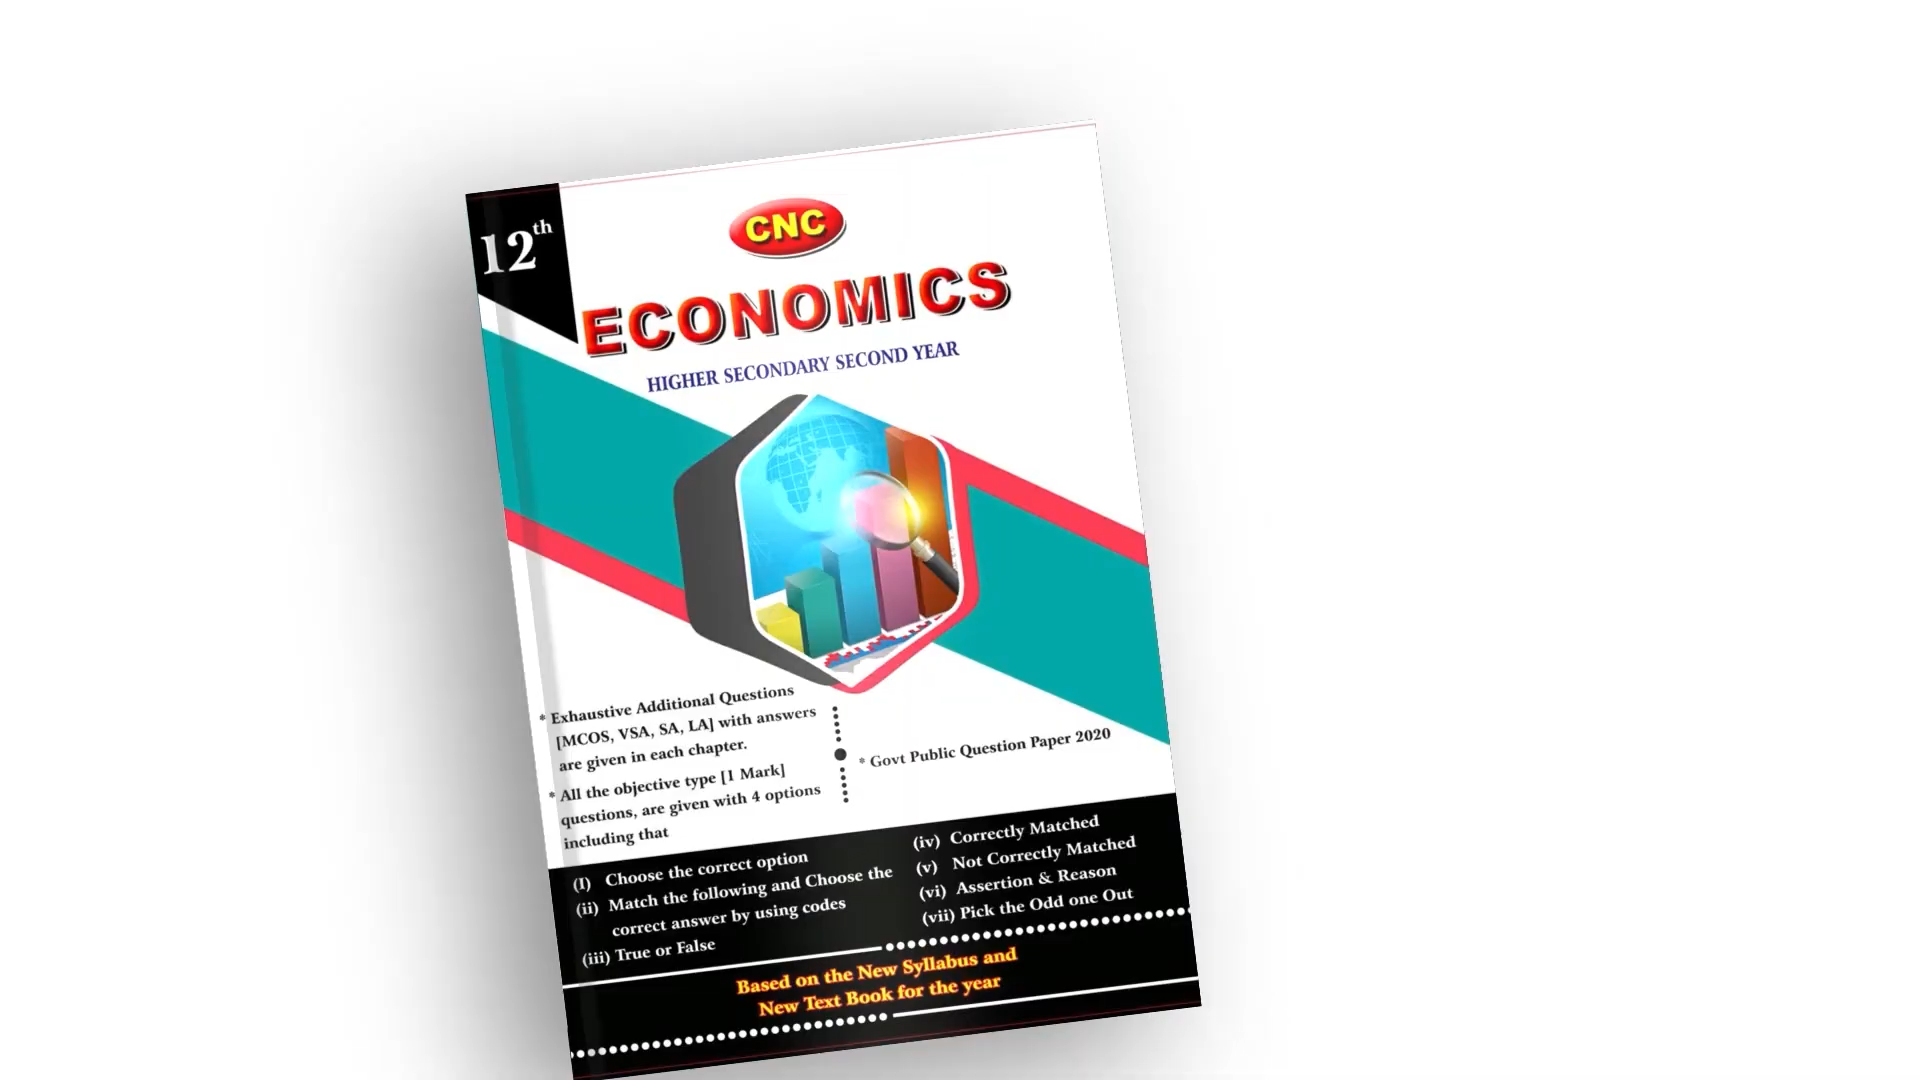 12th
CNC
ECONOMICS
HIGHER SECONDARY SECOND YEAR
* Exhaustive Additional Questions
[MCOS, VSA, SA, LA] with answers
are given in each chapter.
* All the objective type [1 Mark]
questions, are given with 4 options
including that
* Govt Public Question Paper 2020
(I) Choose the correct option
(ii) Match the following and Choose the
correct answer by using codes
(iii) True or False
(iv) Correctly Matched
(v) Not Correctly Matched
(vi) Assertion & Reason
(vii) Pick the Odd one Out
Based on the New Syllabus and
New Text Book for the year